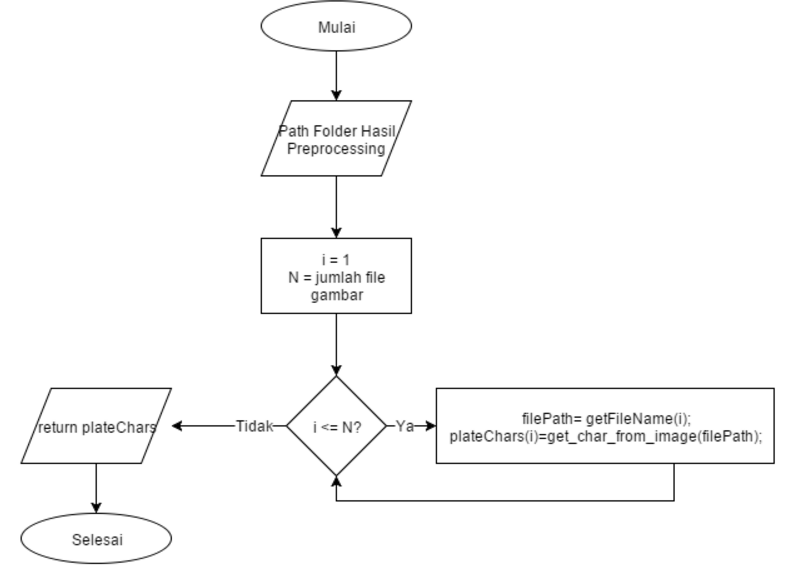 Mulai
Path Folder Hasil
Preprocessing
i = 1
N = jumlah file
gambar
i <= N?
Ya
filePath= getFileName(i);
plateChars(i)=get_char_from_image(filePath);
Tidak
return plateChars
Selesai